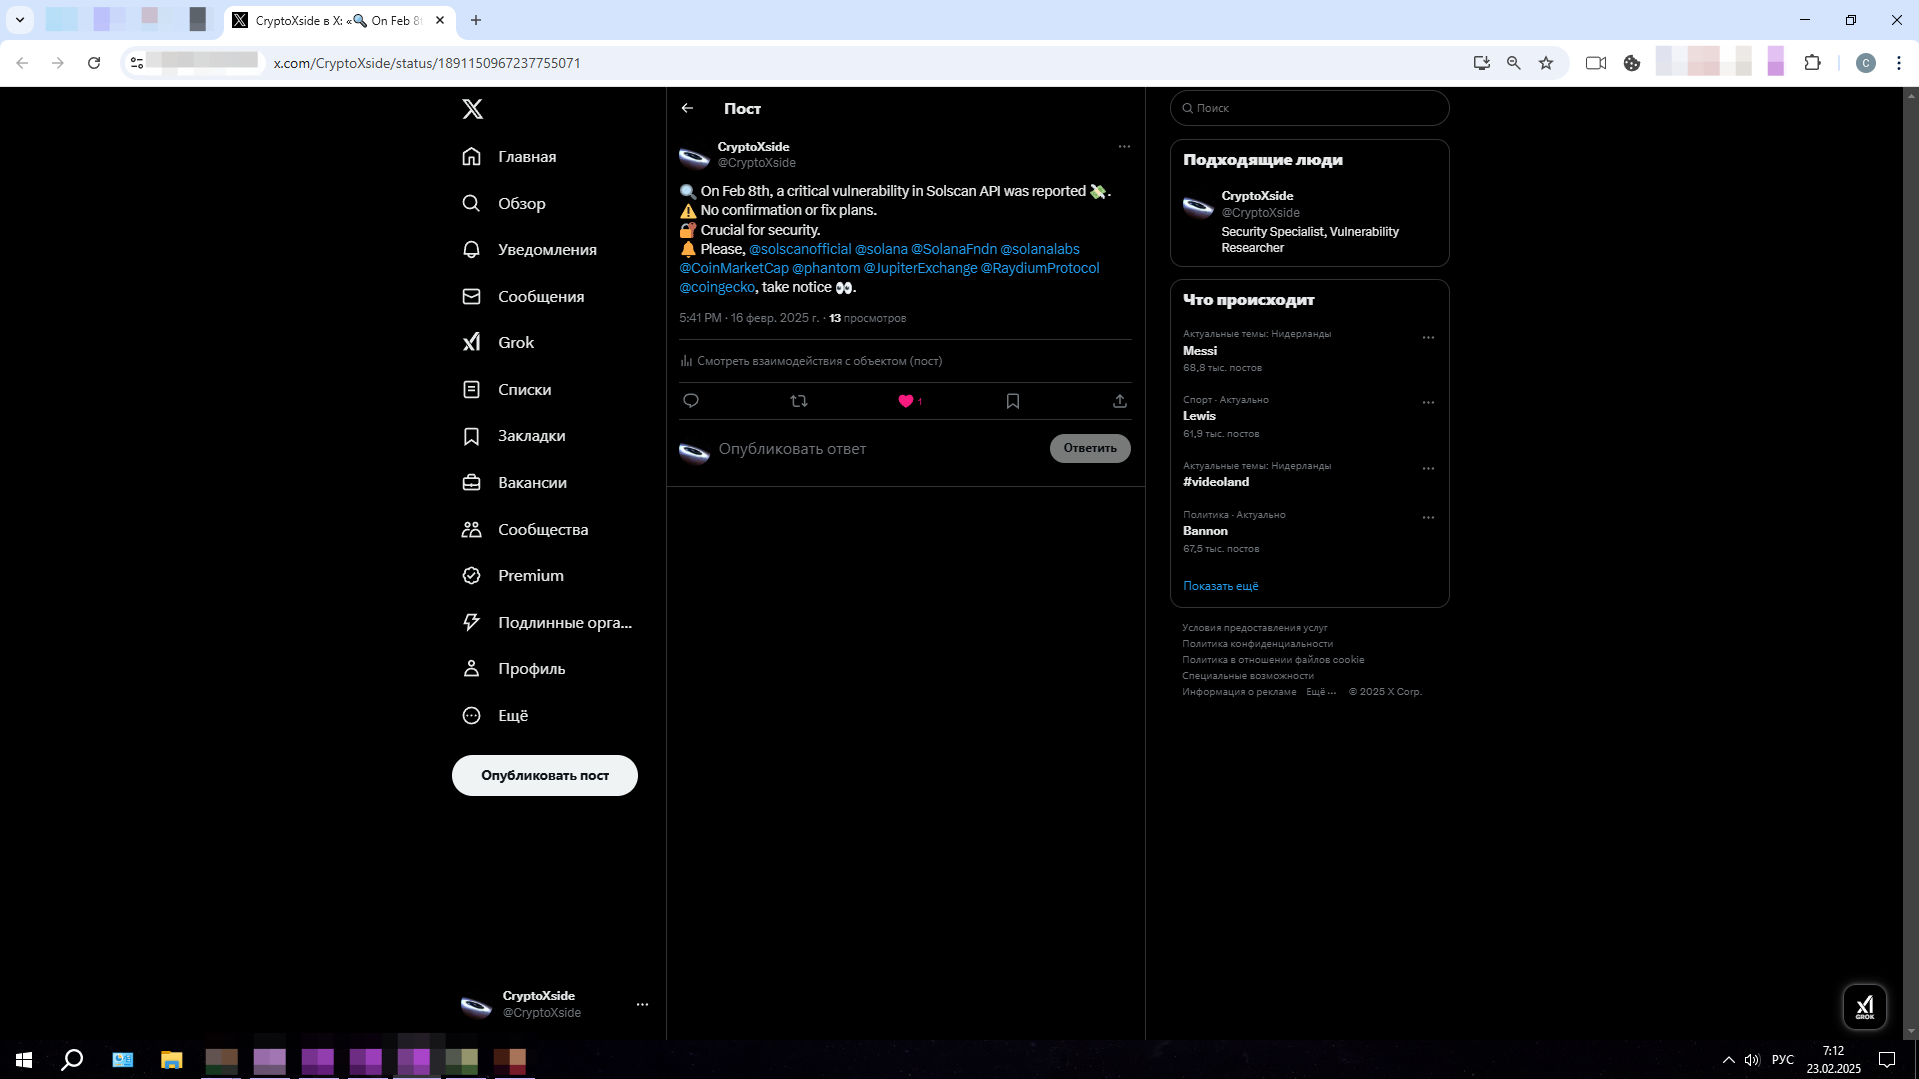 CryptoXside в X: «🔍 On Feb 8t
x.com/CryptoXside/status/1891150967237755071
C
Главная
Обзор
Уведомления
Сообщения
Grok
Списки
Закладки
Вакансии
Сообщества
Premium
Подлинные орга...
Профиль
Ещё
Опубликовать пост
CryptoXside
@CryptoXside
Пост
CryptoXside
@CryptoXside
🔍 On Feb 8th, a critical vulnerability in Solscan API was reported 💸.
⚠️ No confirmation or fix plans.
🔐 Crucial for security.
🔔 Please, @solscanofficial @solana @SolanaFndn @solanalabs
@CoinMarketCap @phantom @JupiterExchange @RaydiumProtocol
@coingecko, take notice 👀.
5:41 PM · 16 февр. 2025 г. · 13 просмотров
Смотреть взаимодействия с объектом (пост)
1
Опубликовать ответ
Ответить
Поиск
Подходящие люди
CryptoXside
@CryptoXside
Security Specialist, Vulnerability
Researcher
Что происходит
Актуальные темы: Нидерланды
Messi
68,8 тыс. постов
Спорт · Актуально
Lewis
61,9 тыс. постов
Актуальные темы: Нидерланды
#videoland
Политика · Актуально
Bannon
67,5 тыс. постов
Показать ещё
Условия предоставления услуг
Политика конфиденциальности
Политика в отношении файлов cookie
Специальные возможности
Информация о рекламе Ещё ··· © 2025 X Corp.
GROK
РУС
7:12
23.02.2025